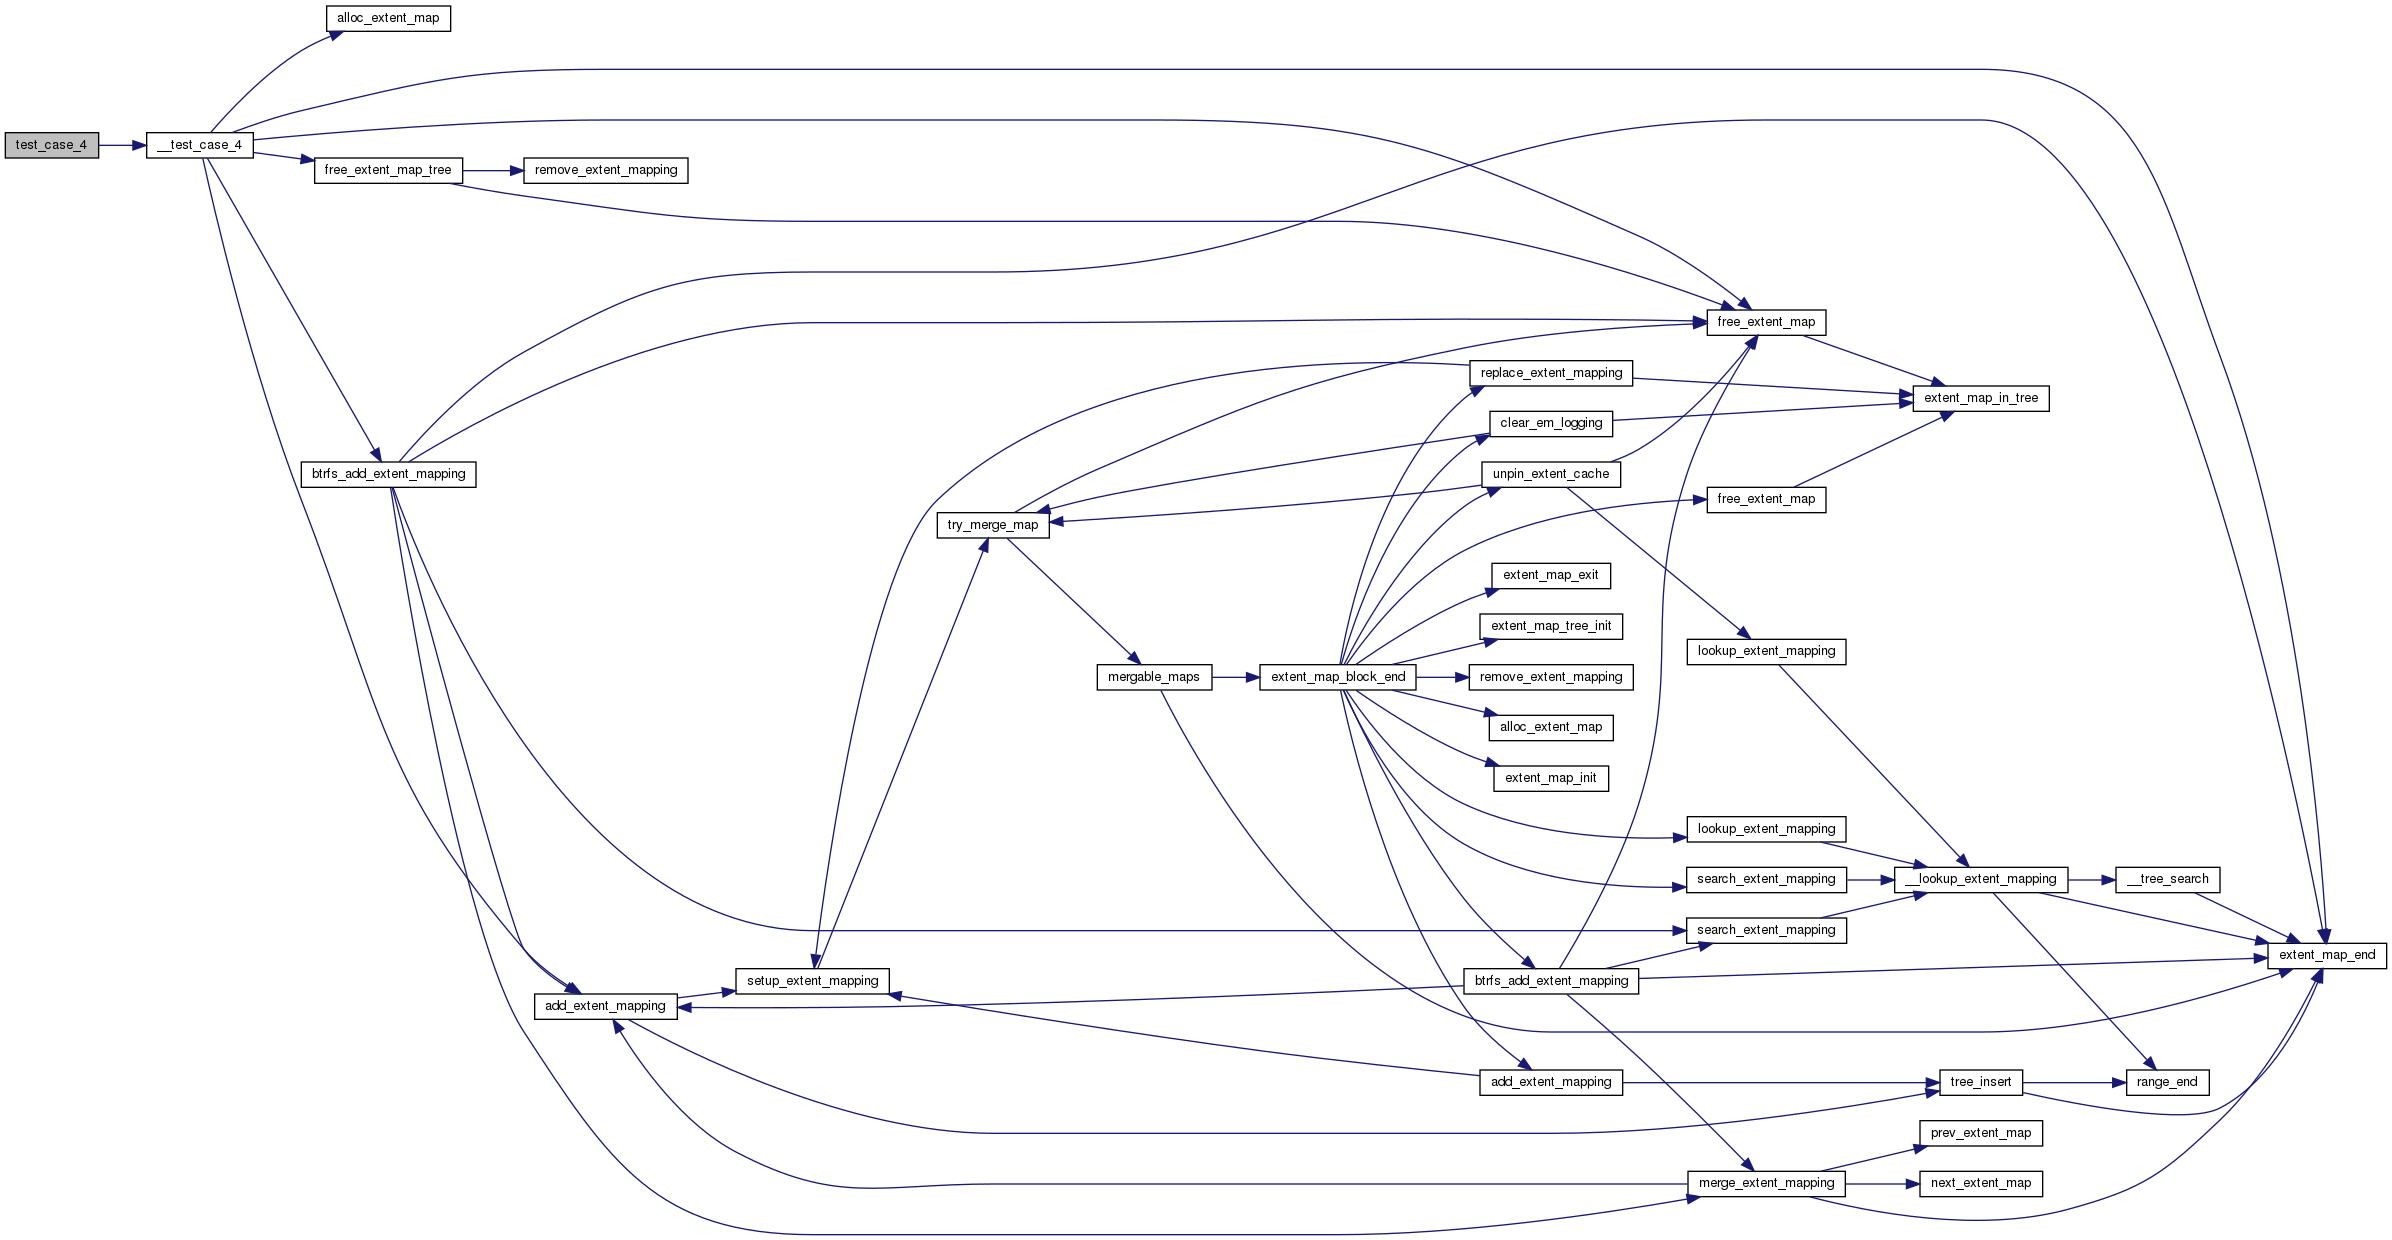 alloc_extent_map
test_case_4
__test_case_4
free_extent_map_tree
remove_extent_mapping
free_extent_map
replace_extent_mapping
extent_map_in_tree
clear_em_logging
btrfs_add_extent_mapping
unpin_extent_cache
free_extent_map
try_merge_map
extent_map_exit
extent_map_tree_init
lookup_extent_mapping
mergable_maps
extent_map_block_end
remove_extent_mapping
alloc_extent_map
extent_map_init
lookup_extent_mapping
search_extent_mapping
__lookup_extent_mapping
__tree_search
search_extent_mapping
extent_map_end
setup_extent_mapping
btrfs_add_extent_mapping
add_extent_mapping
add_extent_mapping
tree_insert
range_end
prev_extent_map
merge_extent_mapping
next_extent_map